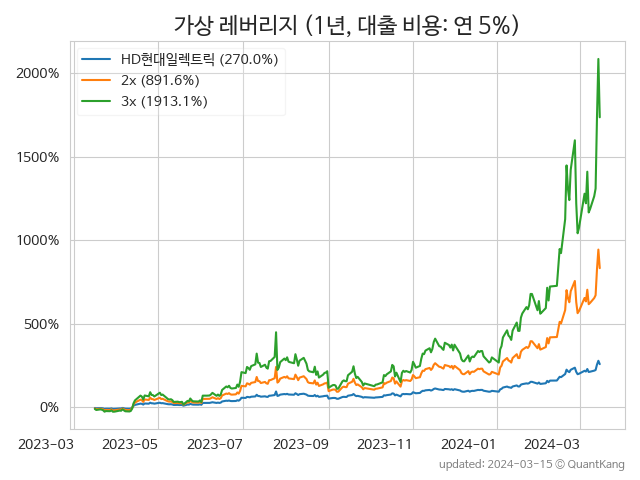 가상 레버리지 (1년, 대출 비용: 연 5%)
HD현대일렉트릭 (270.0%)
2x (891.6%)
3x (1913.1%)
2000%
1500%
1000%
500%
0%
2023-03 2023-05 2023-07 2023-09 2023-11 2024-01 2024-03
updated: 2024-03-15 ⓒ QuantKang